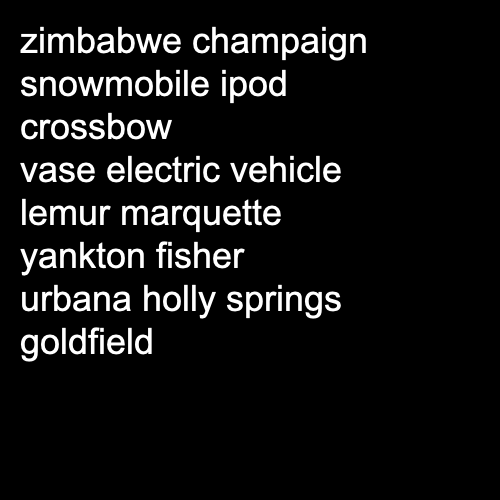 zimbabwe champaign
snowmobile ipod
crossbow
vase electric vehicle
lemur marquette
yankton fisher
urbana holly springs
goldfield